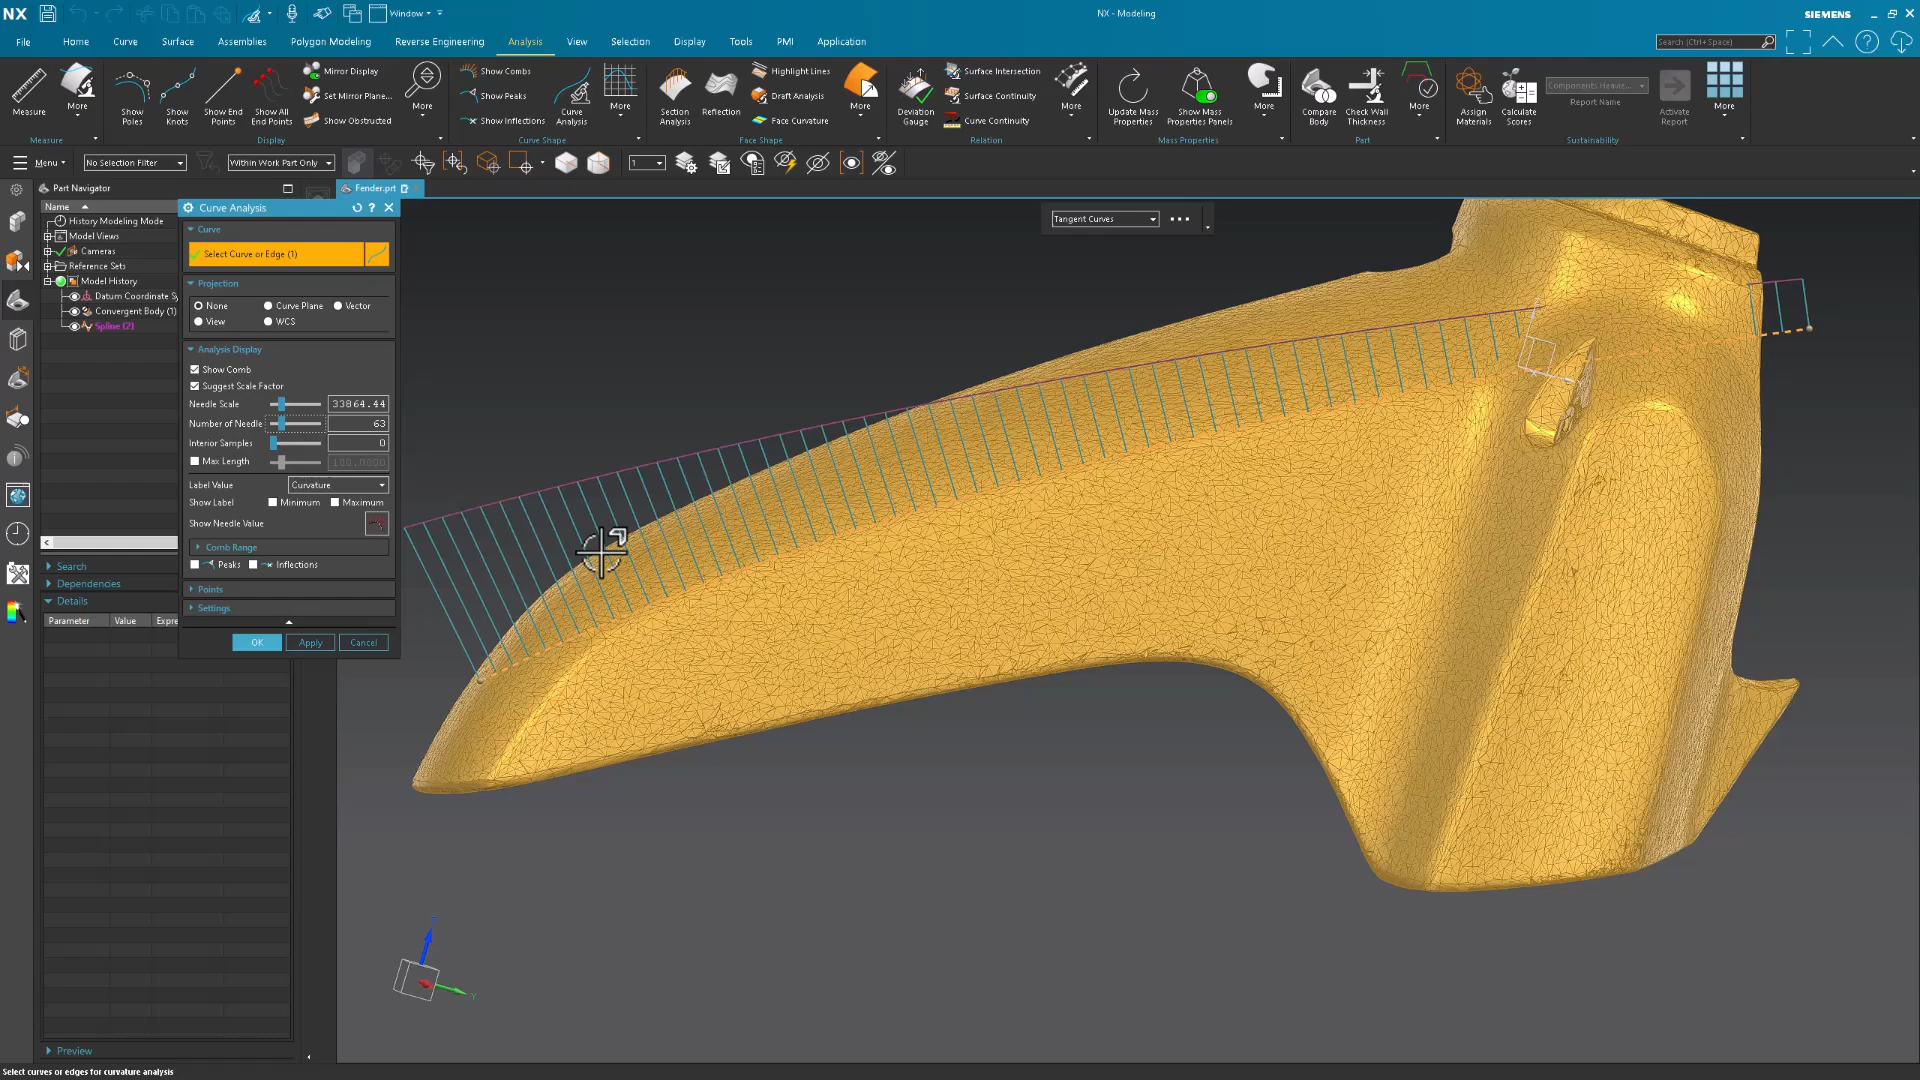 NX
Window
NX - Modeling
SIEMENS
File
Home
Curve
Surface
Assemblies
Polygon Modeling
Reverse Engineering
Analysis
View
Selection
Display
Tools
PMI
Application
Search (Ctrl+Space)
Measure
More
Show Poles
Show Knots
Show End Points
Show All End Points
Mirror Display
Set Mirror Plane...
Show Obstructed
More
Show Combs
Show Peaks
Show Inflections
Curve Analysis
More
Section Analysis
Reflection
Highlight Lines
Draft Analysis
Face Curvature
More
Deviation Gauge
Surface Intersection
Surface Continuity
Curve Continuity
More
Update Mass Properties
Show Mass Properties Panels
More
Compare Body
Check Wall Thickness
More
Assign Materials
Calculate Scores
Components Heavie...
Report Name
Activate Report
More
Measure
Display
Curve Shape
Face Shape
Relation
Mass Properties
Part
Sustainability
Menu
No Selection Filter
Within Work Part Only
1
Part Navigator
Fender.prt
Name
History Modeling Mode
Model Views
Cameras
Reference Sets
Model History
Datum Coordinate Sy
Convergent Body (1)
Spline (2)
Search
Dependencies
Details
Parameter
Value
Expre
Preview
Curve Analysis
Curve
Select Curve or Edge (1)
Projection
None
Curve Plane
Vector
View
WCS
Analysis Display
Show Comb
Suggest Scale Factor
Needle Scale
33864.44
Number of Needle
63
Interior Samples
0
Max Length
100.0000
Label Value
Curvature
Show Label
Minimum
Maximum
Show Needle Value
Comb Range
Peaks
Inflections
Points
Settings
OK
Apply
Cancel
Tangent Curves
Y
Select curves or edges for curvature analysis